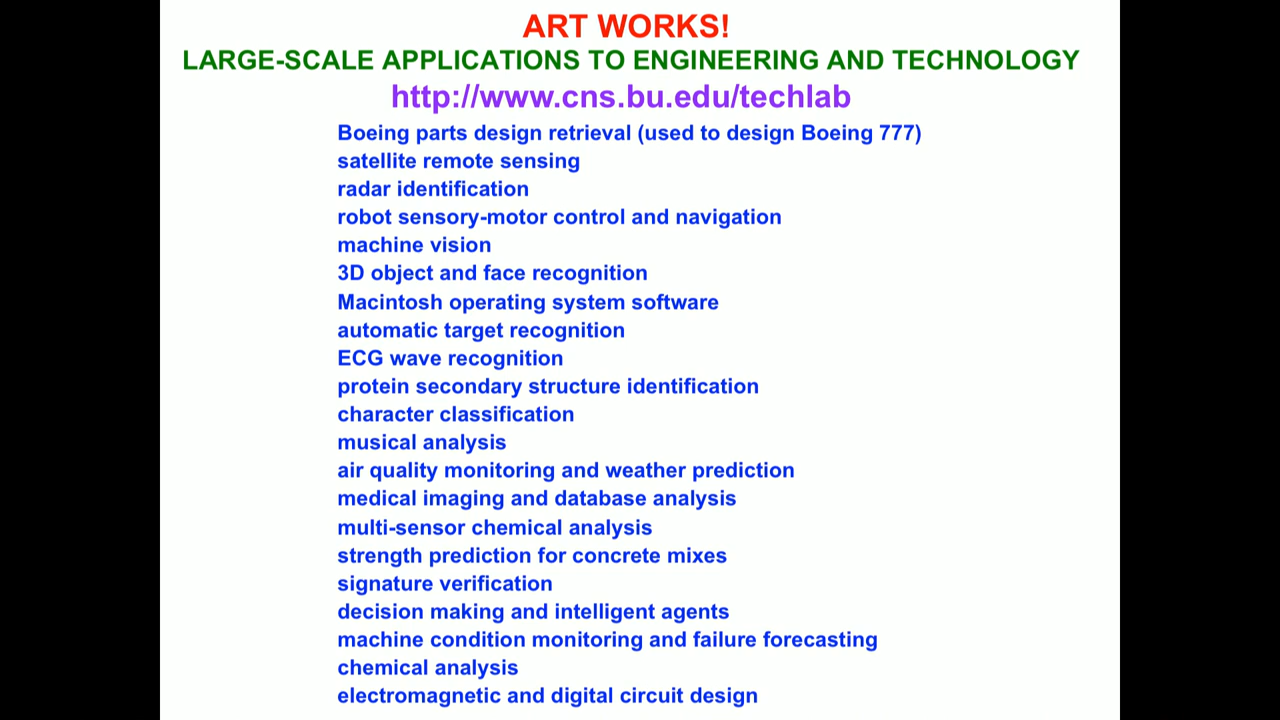 ART WORKS!
LARGE-SCALE APPLICATIONS TO ENGINEERING AND TECHNOLOGY
http://www.cns.bu.edu/techlab
Boeing parts design retrieval (used to design Boeing 777)
satellite remote sensing
radar identification
robot sensory-motor control and navigation
machine vision
3D object and face recognition
Macintosh operating system software
automatic target recognition
ECG wave recognition
protein secondary structure identification
character classification
musical analysis
air quality monitoring and weather prediction
medical imaging and database analysis
multi-sensor chemical analysis
strength prediction for concrete mixes
signature verification
decision making and intelligent agents
machine condition monitoring and failure forecasting
chemical analysis
electromagnetic and digital circuit design